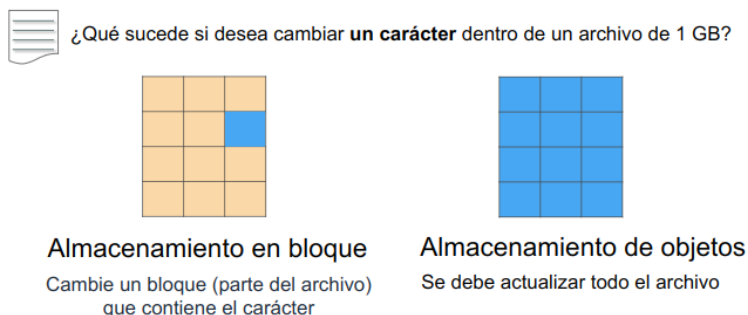 ¿Qué sucede si desea cambiar un carácter dentro de un archivo de 1 GB?
Almacenamiento en bloque
Cambie un bloque (parte del archivo)
que contiene el carácter
Almacenamiento de objetos
Se debe actualizar todo el archivo